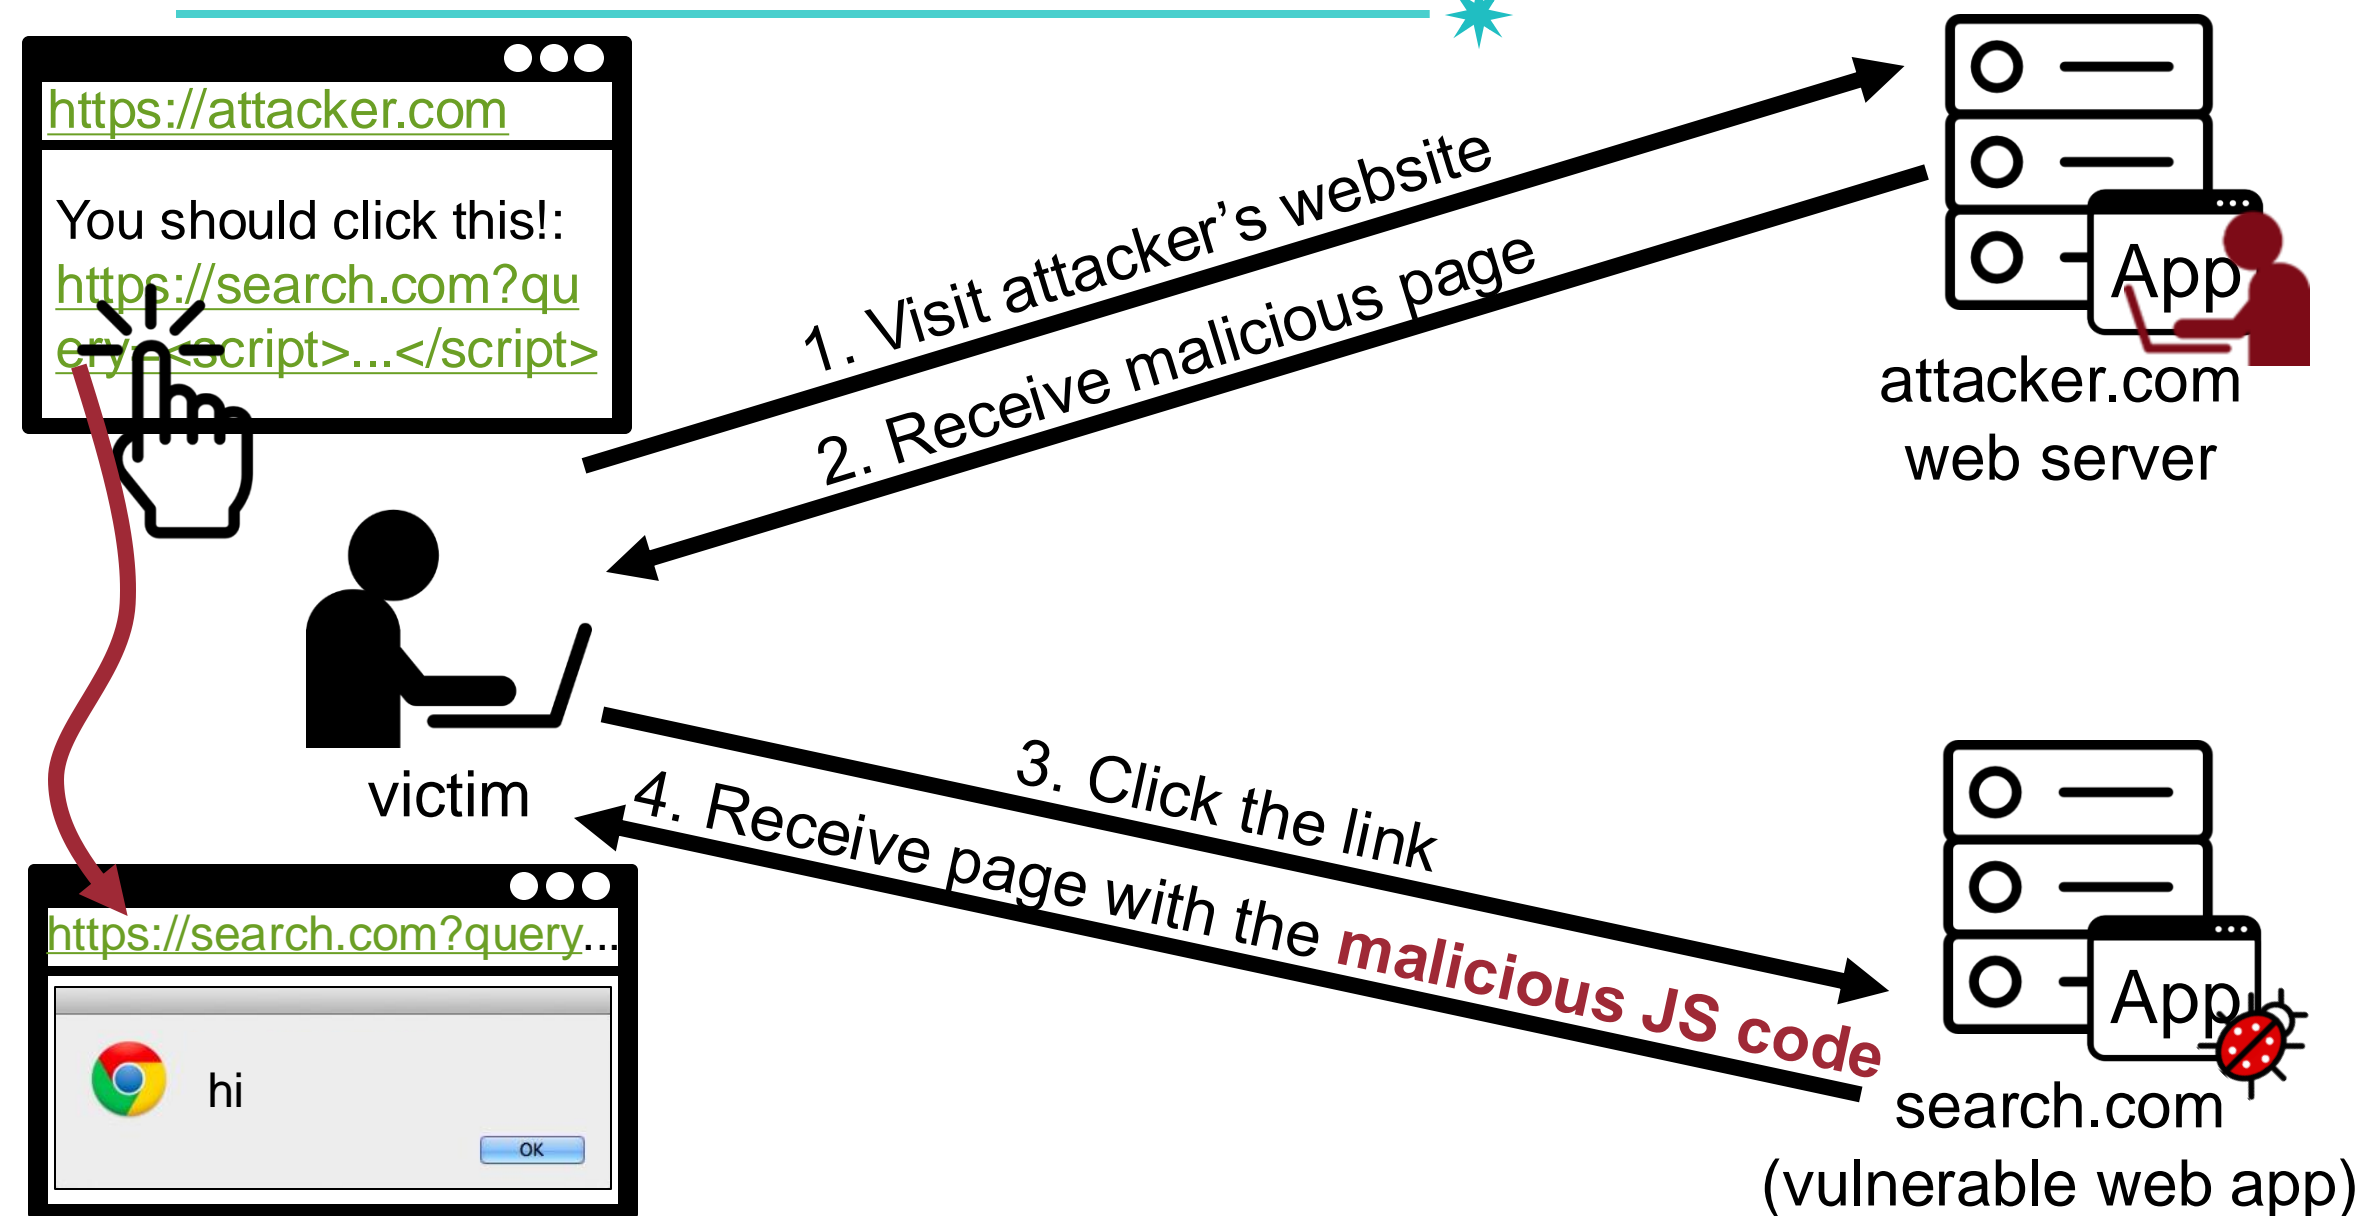 https://attacker.com
You should click this!:
https://search.com?qu
ery=<script>...</script>
1. Visit attacker’s website
2. Receive malicious page
App
attacker.com
web server
victim
3. Click the link
4. Receive page with the malicious JS code
https://search.com?query...
hi
OK
App
search.com
(vulnerable web app)